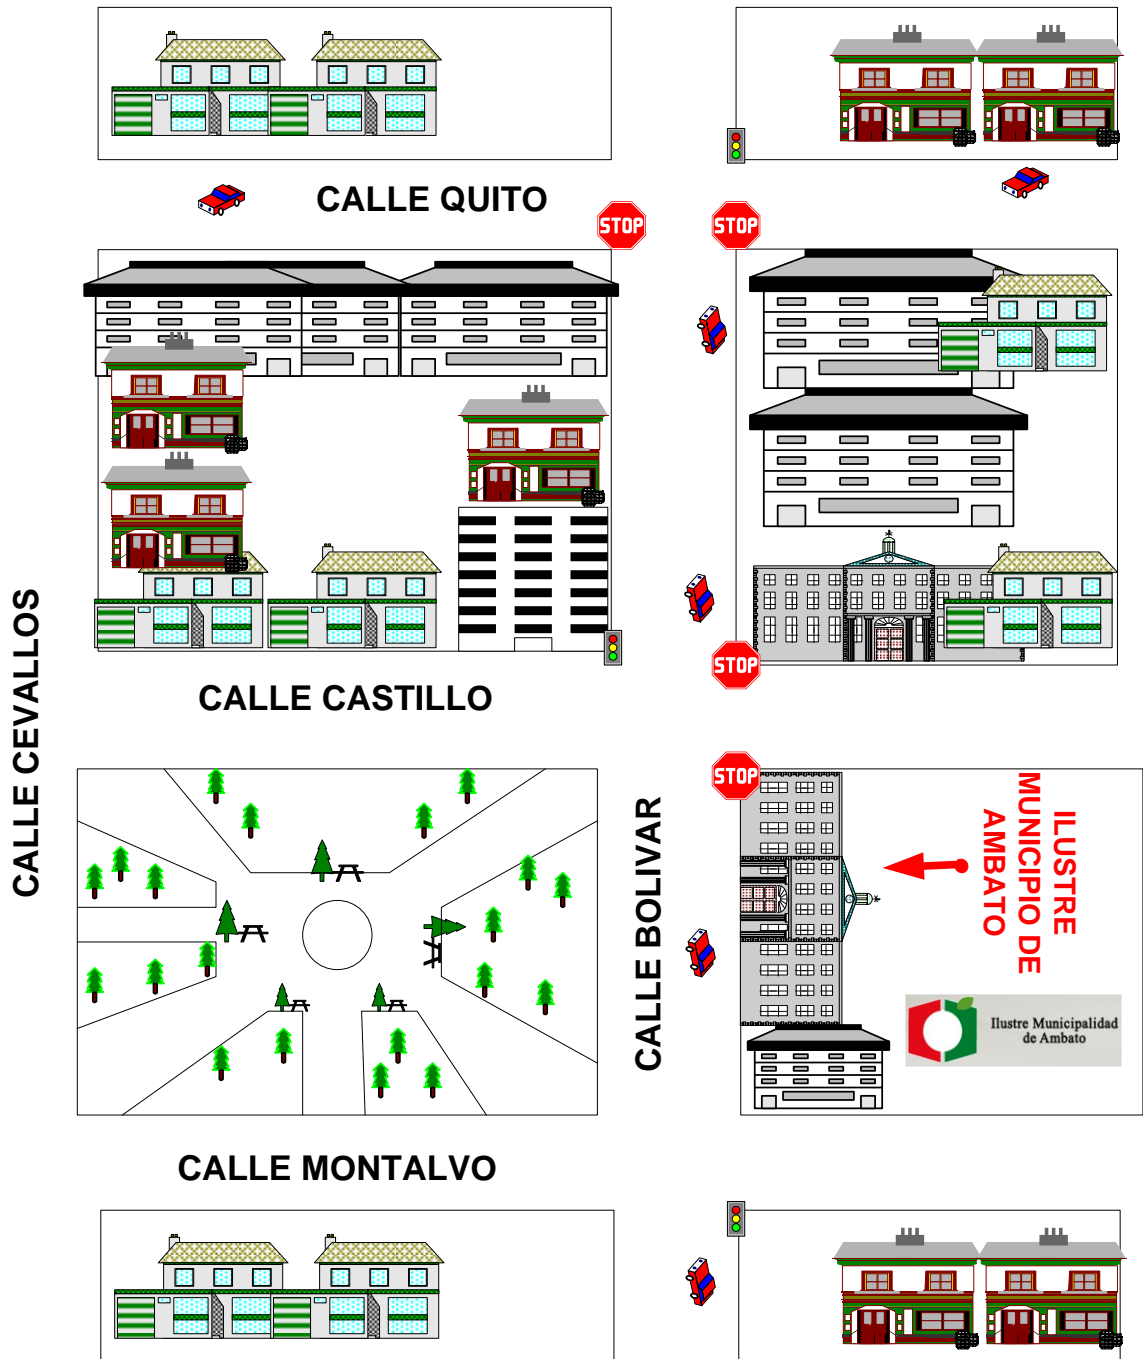 CALLE QUITO
STOP
STOP
CALLE CEVALLOS
STOP
CALLE CASTILLO
STOP
CALLE BOLIVAR
ILUSTRE
MUNICIPIO DE
AMBATO
Ilustre Municipalidad
de Ambato
CALLE MONTALVO